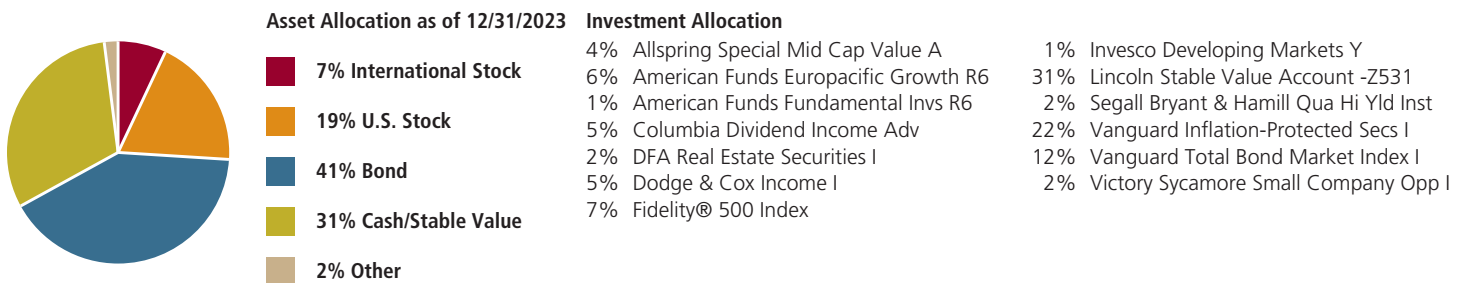 Asset Allocation as of 12/31/2023
7% International Stock
19% U.S. Stock
41% Bond
31% Cash/Stable Value
2% Other
Investment Allocation
4% Allspring Special Mid Cap Value A
6% American Funds Europacific Growth R6
1% American Funds Fundamental Invs R6
5% Columbia Dividend Income Adv
2% DFA Real Estate Securities I
5% Dodge & Cox Income I
7% Fidelity® 500 Index
1% Invesco Developing Markets Y
31% Lincoln Stable Value Account -Z531
2% Segall Bryant & Hamill Qua Hi Yld Inst
22% Vanguard Inflation-Protected Secs I
12% Vanguard Total Bond Market Index I
2% Victory Sycamore Small Company Opp I